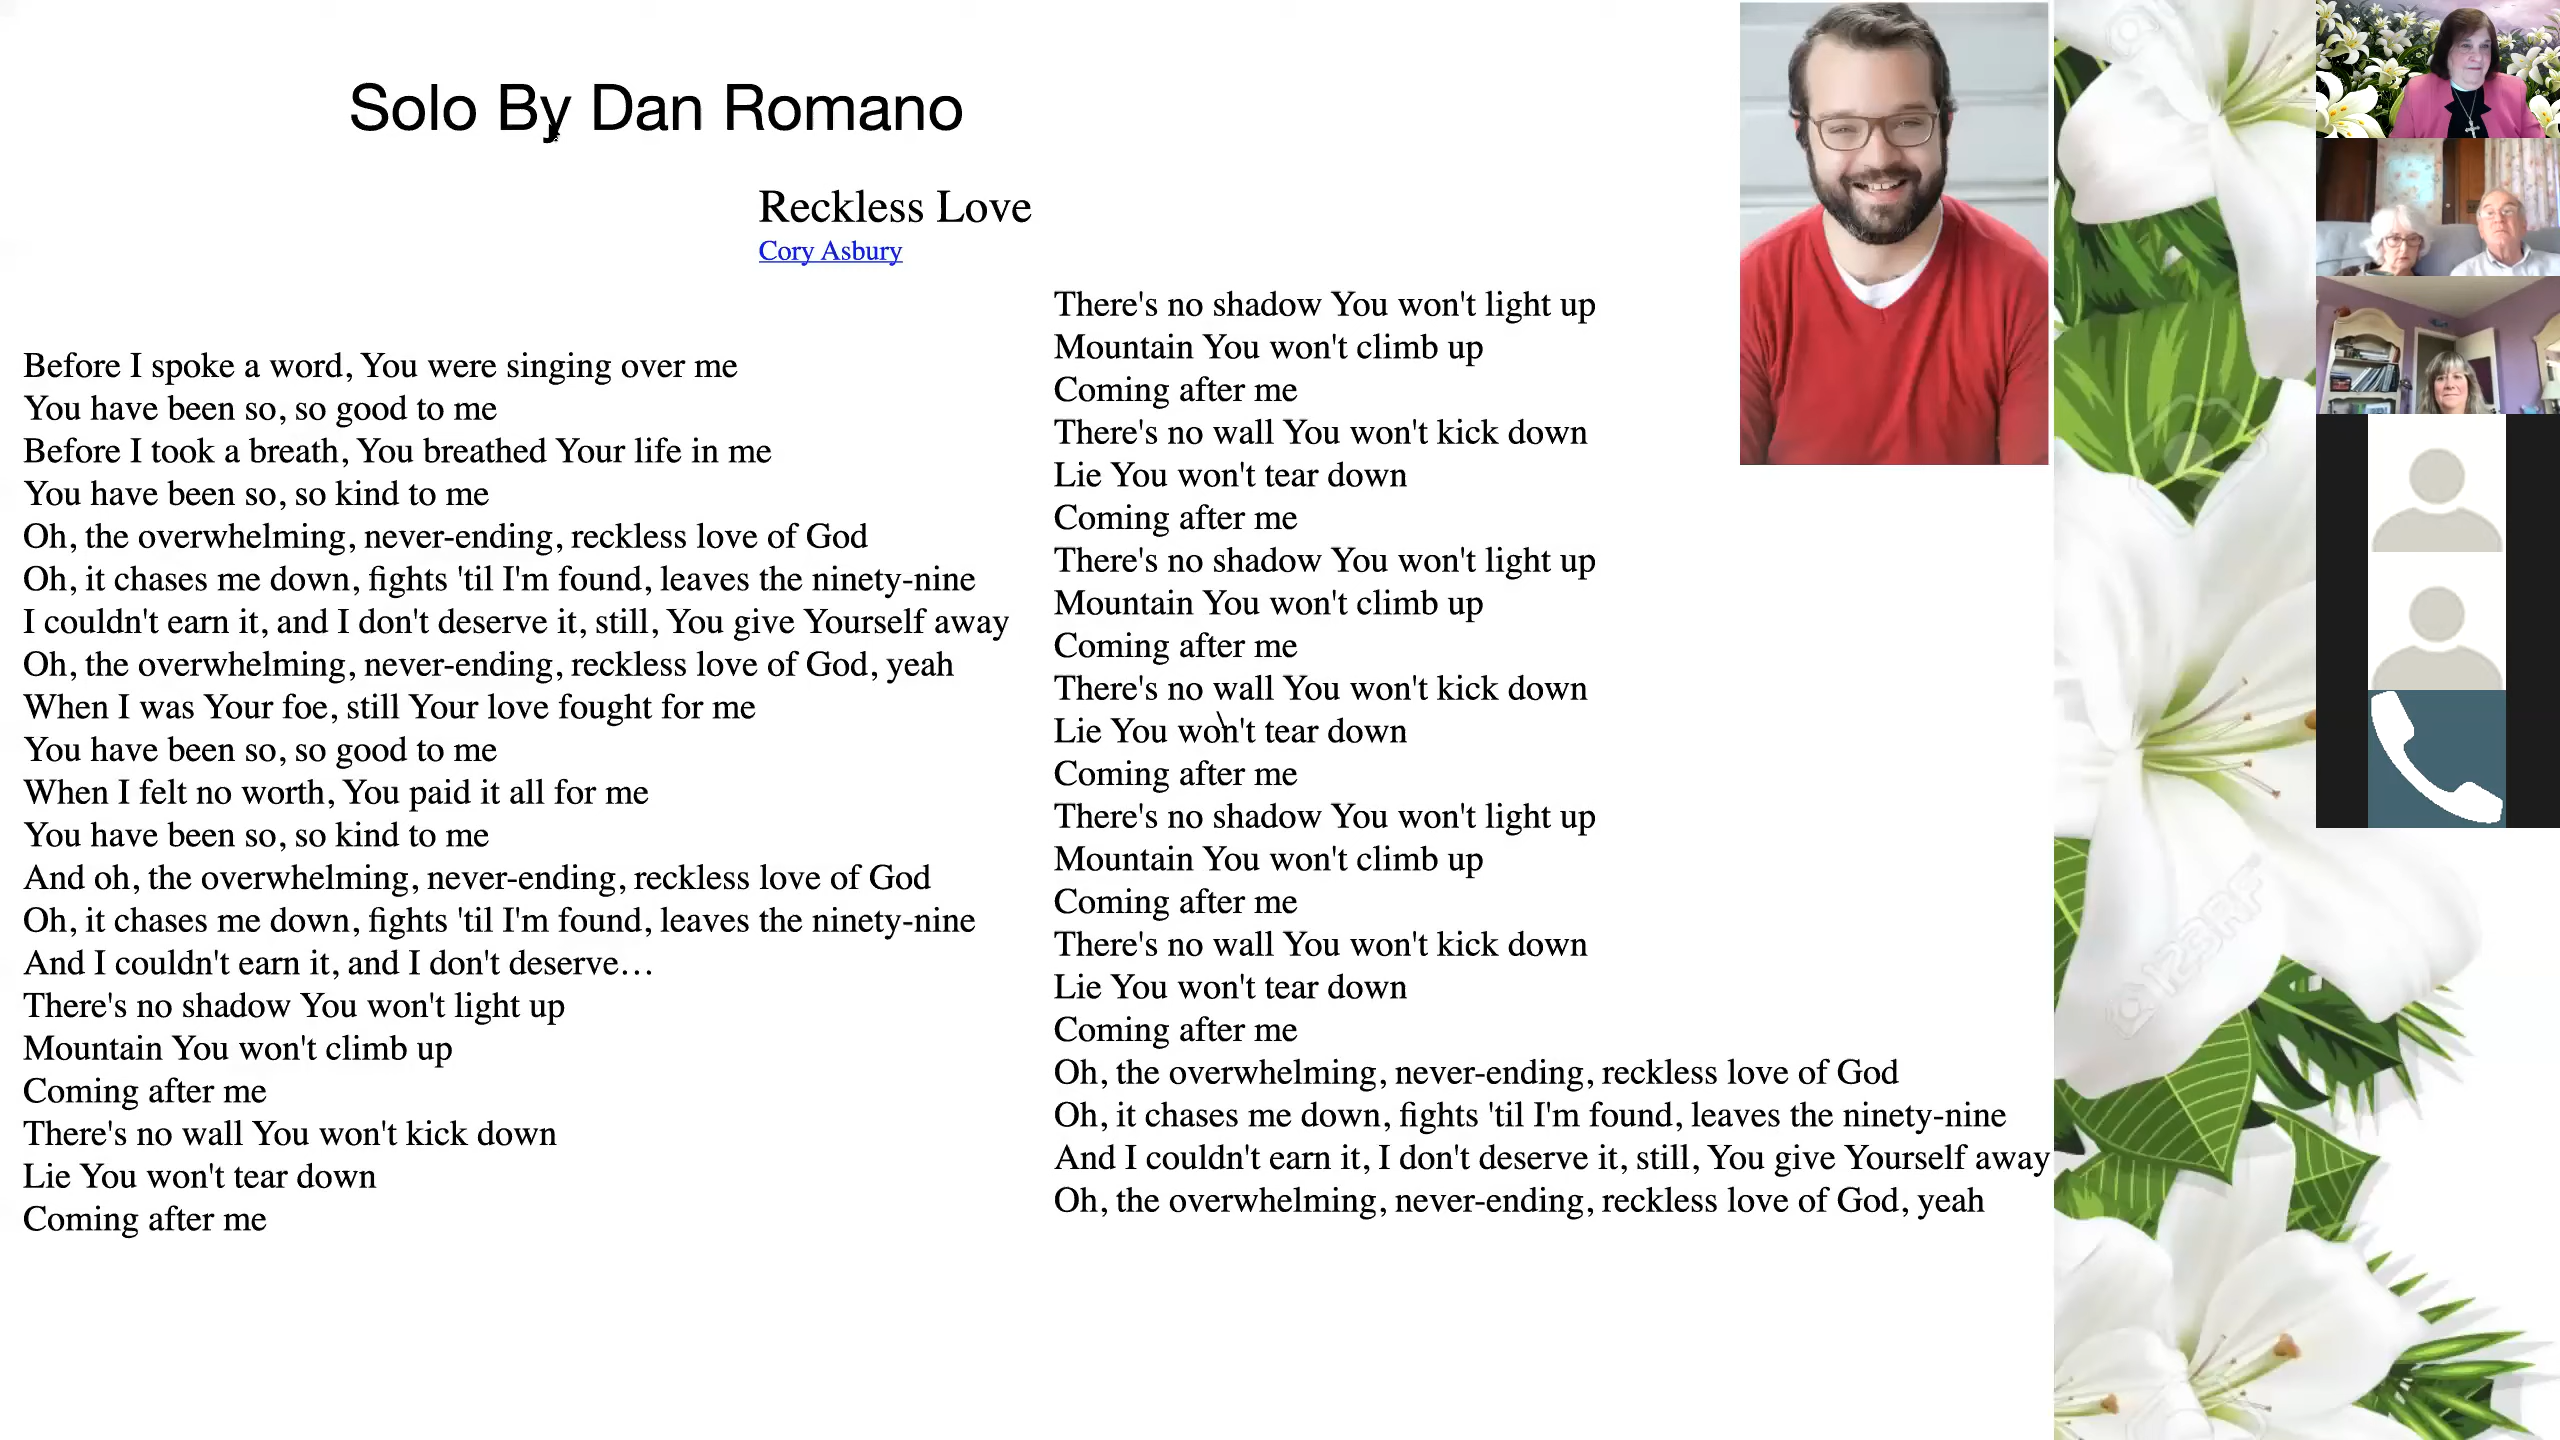 Solo By Dan Romano
Reckless Love
Cory Asbury
Before I spoke a word, You were singing over me
You have been so, so good to me
Before I took a breath, You breathed Your life in me
You have been so, so kind to me
Oh, the overwhelming, never-ending, reckless love of God
Oh, it chases me down, fights 'til I'm found, leaves the ninety-nine
I couldn't earn it, and I don't deserve it, still, You give Yourself away
Oh, the overwhelming, never-ending, reckless love of God, yeah
When I was Your foe, still Your love fought for me
You have been so, so good to me
When I felt no worth, You paid it all for me
You have been so, so kind to me
And oh, the overwhelming, never-ending, reckless love of God
Oh, it chases me down, fights 'til I'm found, leaves the ninety-nine
And I couldn't earn it, and I don't deserve…
There's no shadow You won't light up
Mountain You won't climb up
Coming after me
There's no wall You won't kick down
Lie You won't tear down
Coming after me
There's no shadow You won't light up
Mountain You won't climb up
Coming after me
There's no wall You won't kick down
Lie You won't tear down
Coming after me
There's no shadow You won't light up
Mountain You won't climb up
Coming after me
There's no wall You won't kick down
Lie You won't tear down
Coming after me
There's no shadow You won't light up
Mountain You won't climb up
Coming after me
There's no wall You won't kick down
Lie You won't tear down
Coming after me
Oh, the overwhelming, never-ending, reckless love of God
Oh, it chases me down, fights 'til I'm found, leaves the ninety-nine
And I couldn't earn it, I don't deserve it, still, You give Yourself away
Oh, the overwhelming, never-ending, reckless love of God, yeah
123RF